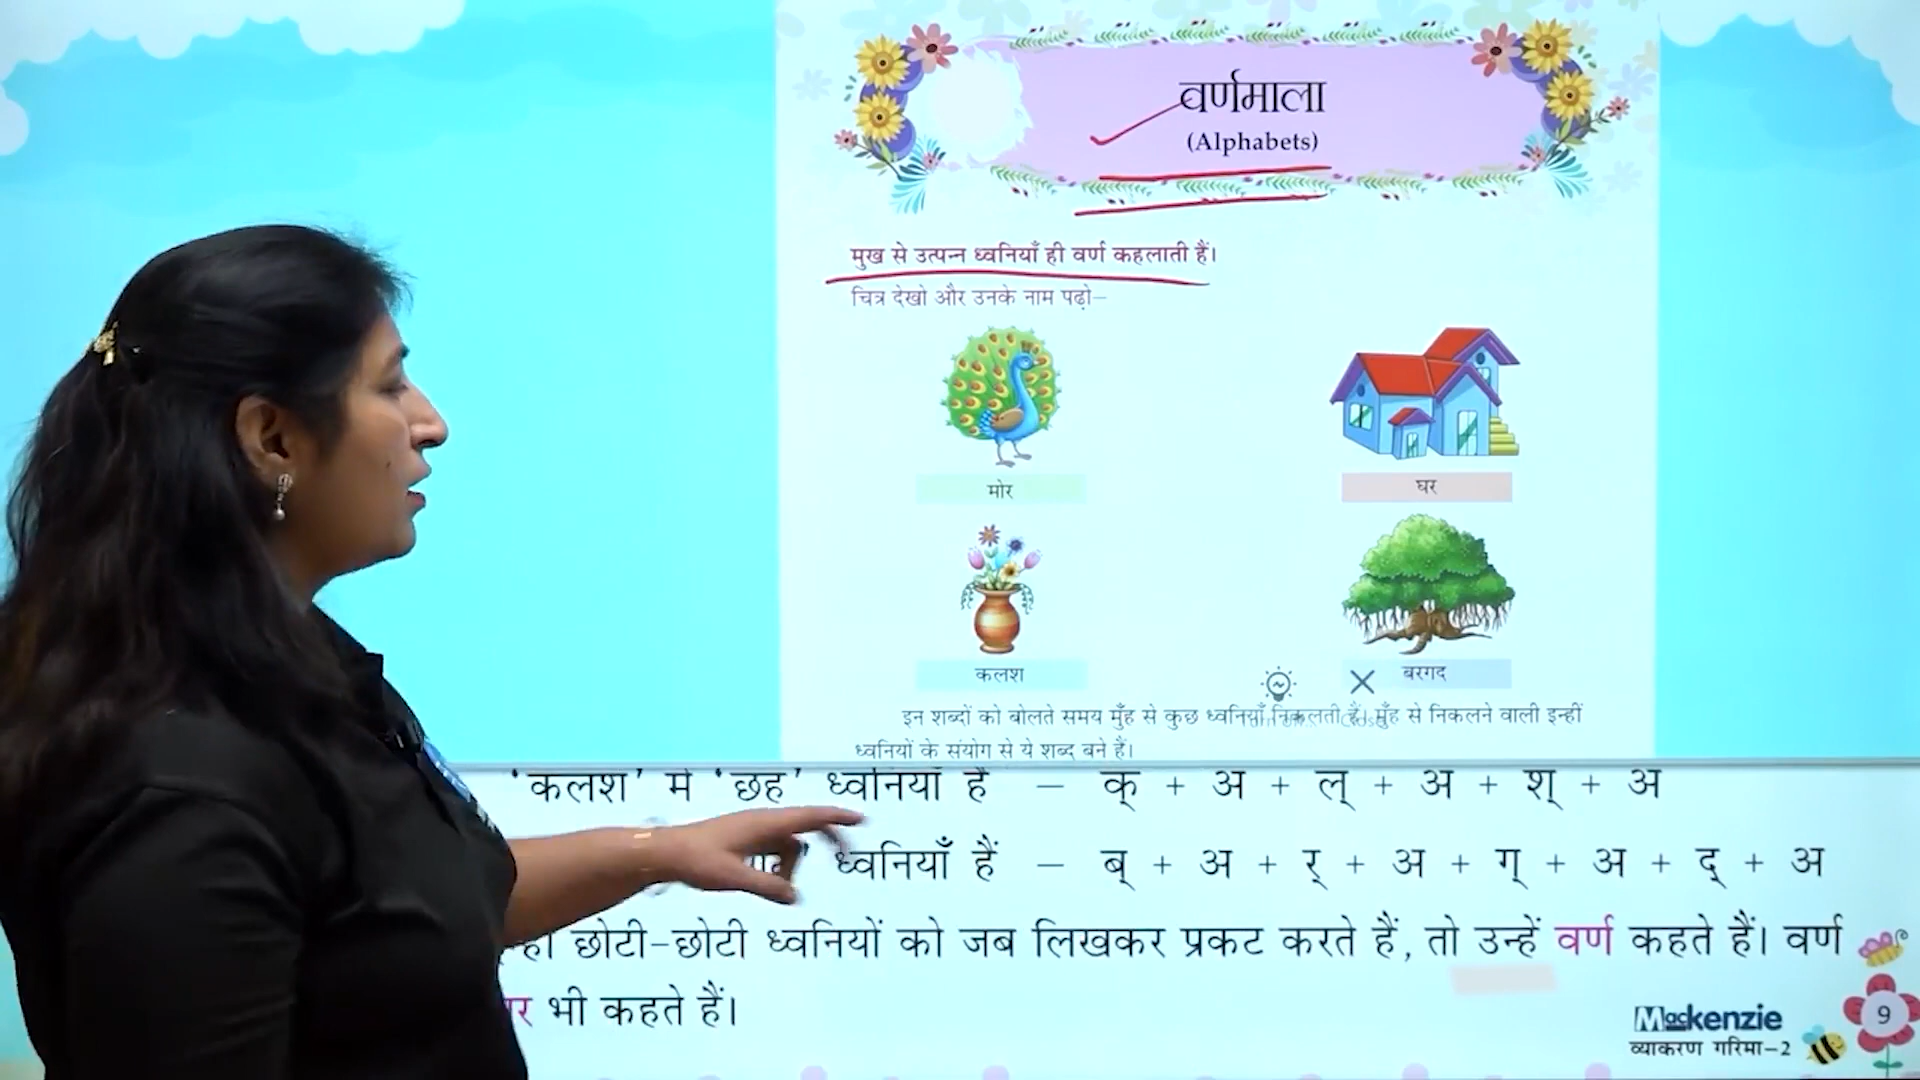 वर्णमाला
(Alphabets)
मुख से उत्पन्न ध्वनियाँ ही वर्ण कहलाती हैं।
चित्र देखो और उनके नाम पढ़ो–
मोर
घर
कलश
बरगद
इन शब्दों को बोलते समय मुँह से कुछ ध्वनियाँ निकलती हैं। मुँह से निकलने वाली इन्हीं
ध्वनियों के संयोग से ये शब्द बने हैं।
‘कलश’ में ‘छह’ ध्वनियाँ हैं – क् + अ + ल् + अ + श् + अ
ध्वनियाँ हैं – ब् + अ + र् + अ + ग् + अ + द् + अ
छोटी-छोटी ध्वनियों को जब लिखकर प्रकट करते हैं, तो उन्हें वर्ण कहते हैं। वर्ण
भी कहते हैं।
Mackenzie
व्याकरण गरिमा–2
9